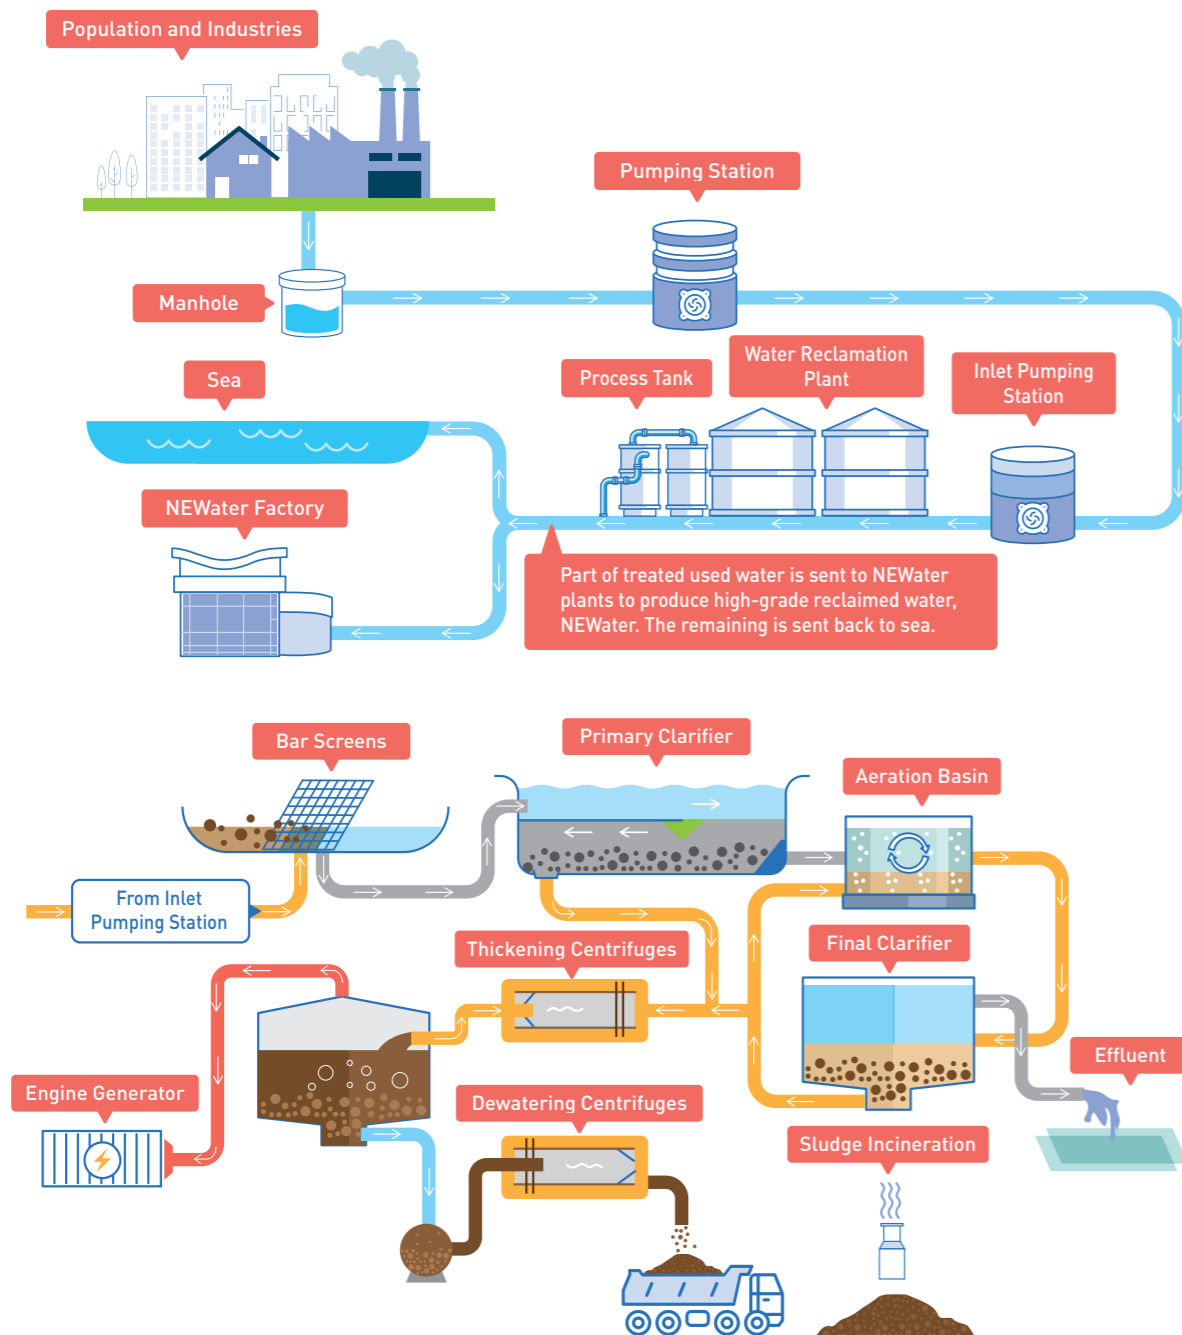 Population and Industries
Pumping Station
Manhole
Sea
Process Tank
Water Reclamation
Plant
Inlet Pumping
Station
NEWater Factory
Part of treated used water is sent to NEWater
plants to produce high-grade reclaimed water,
NEWater. The remaining is sent back to sea.
Bar Screens
Primary Clarifier
Aeration Basin
From Inlet
Pumping Station
Thickening Centrifuges
Final Clarifier
Effluent
Engine Generator
Dewatering Centrifuges
Sludge Incineration